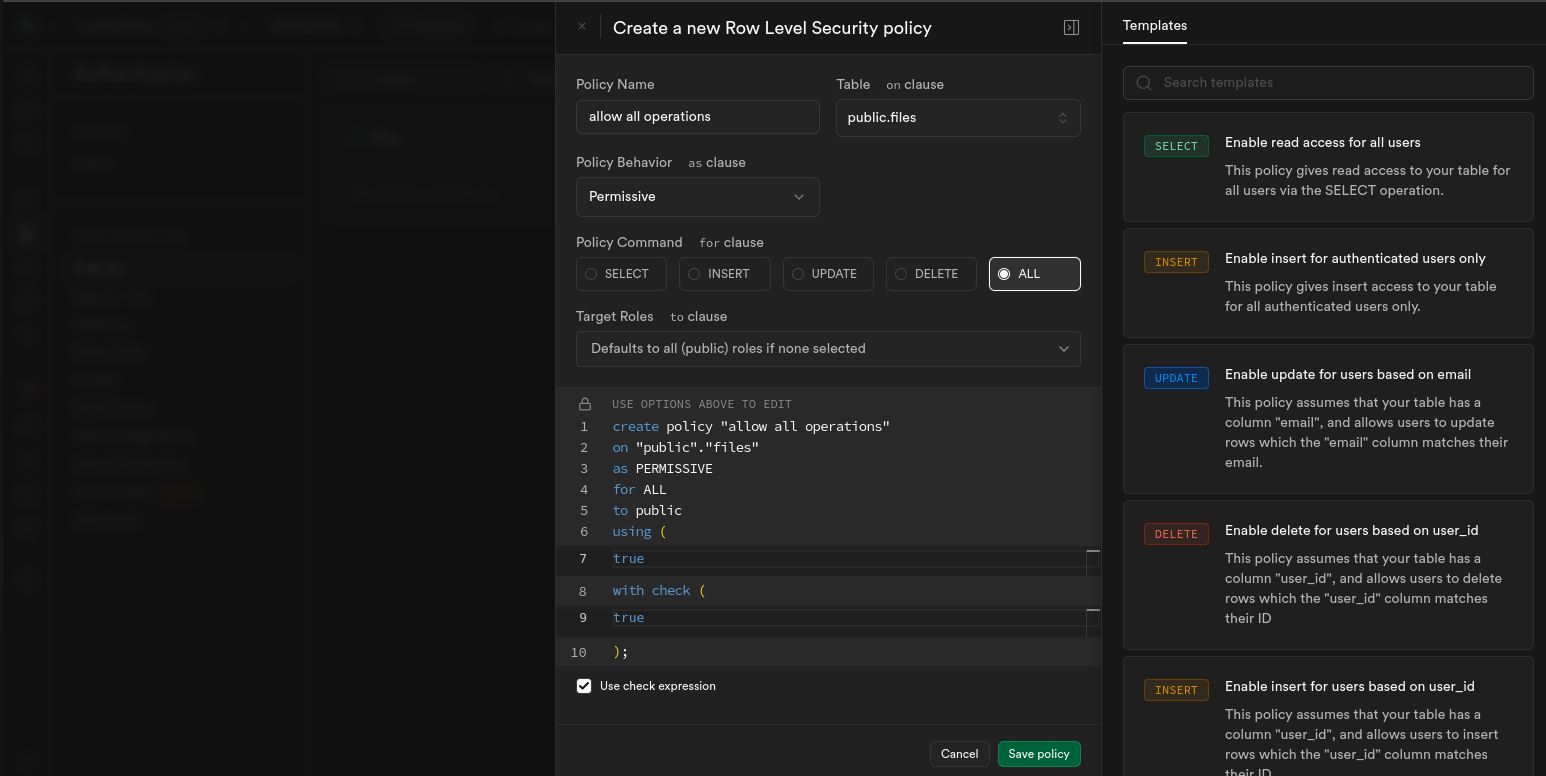 Create a new Row Level Security policy
Policy Name
allow all operations
Table on clause
public.files
Policy Behavior as clause
Permissive
Policy Command for clause
SELECT INSERT UPDATE DELETE ALL
Target Roles to clause
Defaults to all (public) roles if none selected
USE OPTIONS ABOVE TO EDIT
1 create policy "allow all operations"
2 on "public"."files"
3 as PERMISSIVE
4 for ALL
5 to public
6 using (
7 true
8 with check (
9 true
10 );
Use check expression
Cancel Save policy
Templates
Search templates
SELECT Enable read access for all users
This policy gives read access to your table for
all users via the SELECT operation.
INSERT Enable insert for authenticated users only
This policy gives insert access to your table
for all authenticated users only.
UPDATE Enable update for users based on email
This policy assumes that your table has a
column "email", and allows users to update
rows which the "email" column matches their
email.
DELETE Enable delete for users based on user_id
This policy assumes that your table has a
column "user_id", and allows users to delete
rows which the "user_id" column matches
their ID
INSERT Enable insert for users based on user_id
This policy assumes that your table has a
column "user_id", and allows users to insert
rows which the "user_id" column matches
their ID